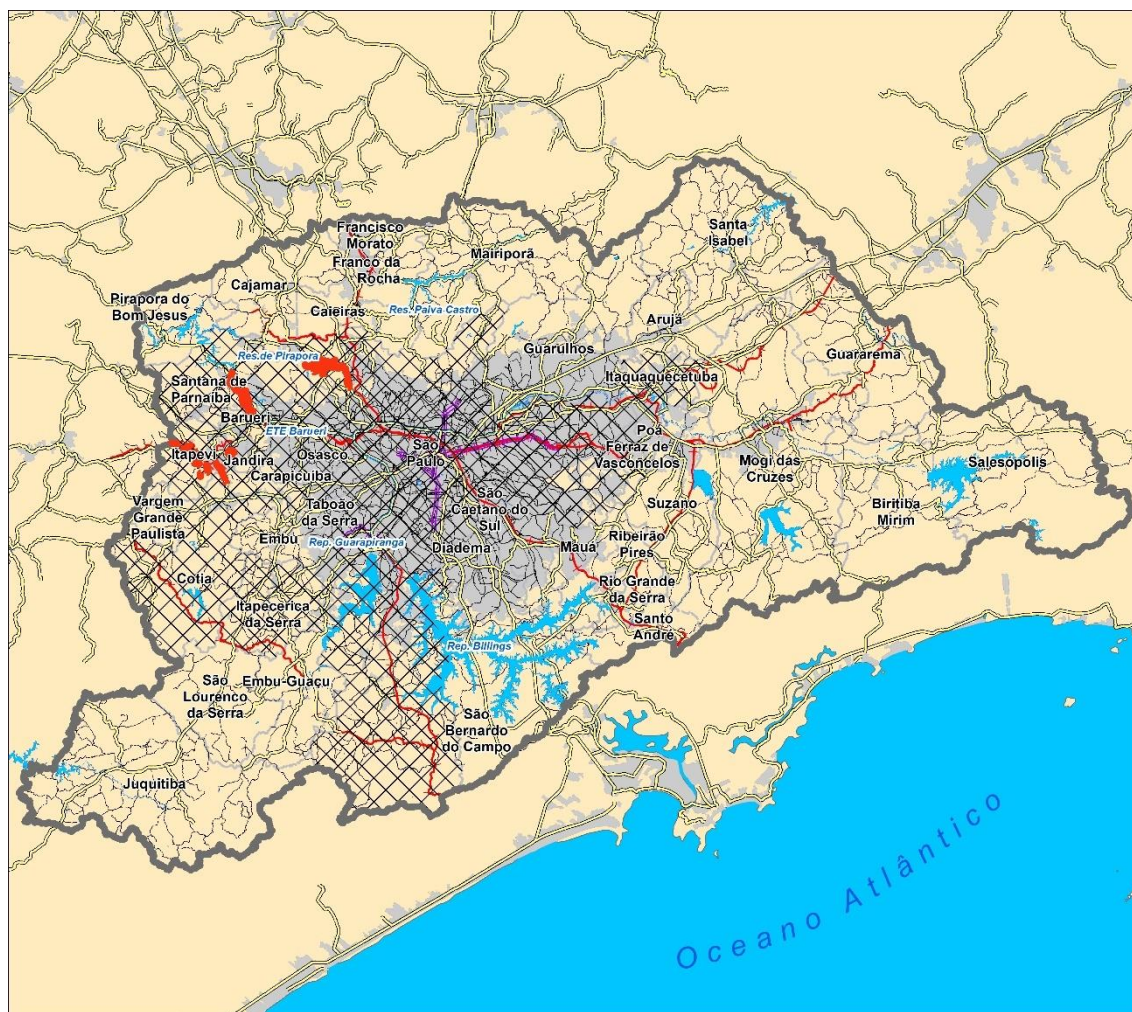 Francisco
Morato
Franco da
Rocha
Mairiporã
Santa
Isabel
Cajamar
Pirapora do
Bom Jesus
Caieiras
Res. Paiva Castro
Arujá
Guarulhos
Guararema
Res.de Pirapora
Itaquaquecetuba
Santana de
Parnaíba
Barueri
ETE Barueri
Poá
São
Paulo
Ferraz de
Vasconcelos
Itapevi
Jandira
Osasco
Carapicuíba
Mogi das
Cruzes
Salesópolis
Vargem
Grande
Paulista
Taboão
da Serra
São
Caetano do
Sul
Suzano
Biritiba
Mirim
Embu
Rep. Guarapiranga
Diadema
Mauá
Ribeirão
Pires
Cotia
Itapecerica
da Serra
Rio Grande
da Serra
Santo
André
Rep. Billings
São
Lourenco
da Serra
Embu-Guaçu
São
Bernardo
do Campo
Juquitiba
Oceano Atlântico